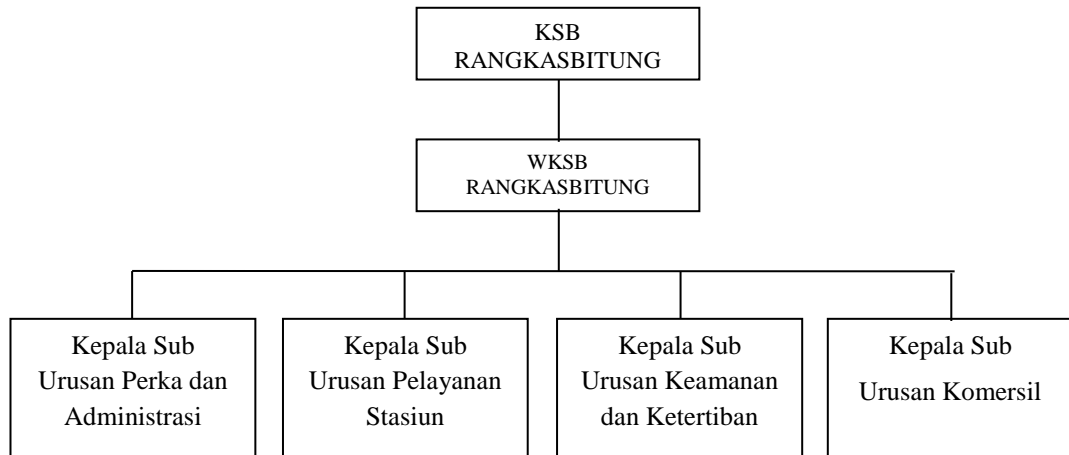 KSB
RANGKASBITUNG
WKSB
RANGKASBITUNG
Kepala Sub
Urusan Perka dan
Administrasi
Kepala Sub
Urusan Pelayanan
Stasiun
Kepala Sub
Urusan Keamanan
dan Ketertiban
Kepala Sub
Urusan Komersil